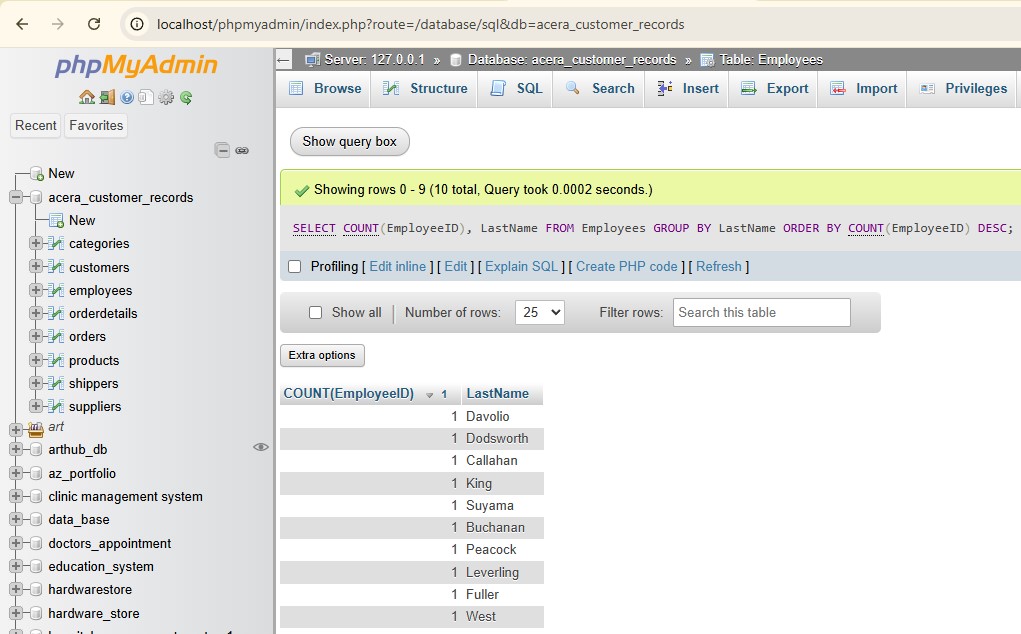 localhost/phpmyadmin/index.php?route=/database/sql&db=acera_customer_records
phpMyAdmin
Recent Favorites
New
acera_customer_records
New
categories
customers
employees
orderdetails
orders
products
shippers
suppliers
art
arthub_db
az_portfolio
clinic management system
data_base
doctors_appointment
education_system
hardwarestore
hardware_store
Server: 127.0.0.1 » Database: acera_customer_records » Table: Employees
Browse Structure SQL Search Insert Export Import Privileges
Show query box
Showing rows 0 - 9 (10 total, Query took 0.0002 seconds.)
SELECT COUNT(EmployeeID), LastName FROM Employees GROUP BY LastName ORDER BY COUNT(EmployeeID) DESC;
Profiling [ Edit inline ] [ Edit ] [ Explain SQL ] [ Create PHP code ] [ Refresh ]
Show all Number of rows: 25 Filter rows: Search this table
Extra options
COUNT(EmployeeID) 1 LastName
1 Davolio
1 Dodsworth
1 Callahan
1 King
1 Suyama
1 Buchanan
1 Peacock
1 Leverling
1 Fuller
1 West